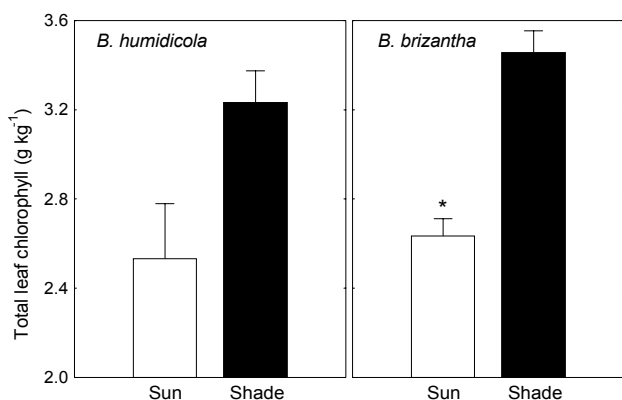 Total leaf chlorophyll (g kg⁻¹)
3.6
3.2
2.8
2.4
2.0
B. humidicola
B. brizantha
*
Sun
Shade
Sun
Shade